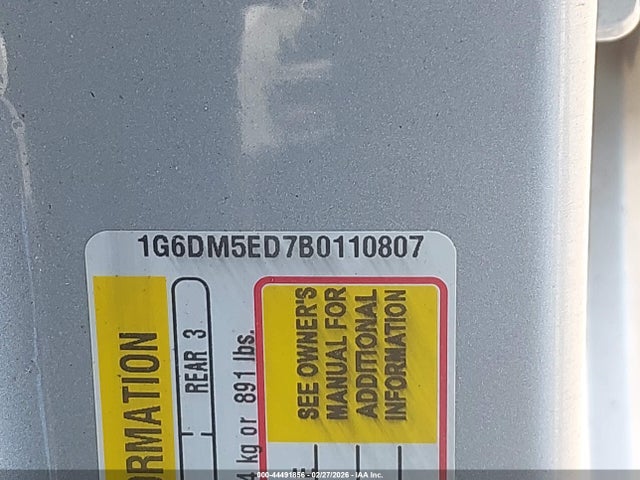 1G6DM5ED7B0110807
ORMATION
REAR 3
4 kg or 891 lbs.
SEE OWNER'S
MANUAL FOR
ADDITIONAL
INFORMATION
000-44491856 - 02/27/2026 - IAA Inc.